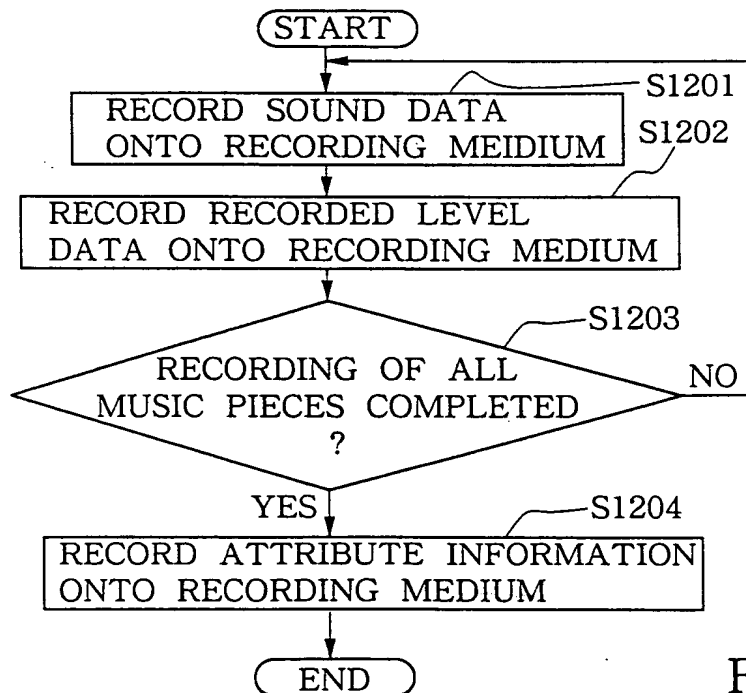 START
S1201
RECORD SOUND DATA
ONTO RECORDING MEIDIUM
S1202
RECORD RECORDED LEVEL
DATA ONTO RECORDING MEDIUM
S1203
RECORDING OF ALL
MUSIC PIECES COMPLETED
?
NO
YES
S1204
RECORD ATTRIBUTE INFORMATION
ONTO RECORDING MEDIUM
END